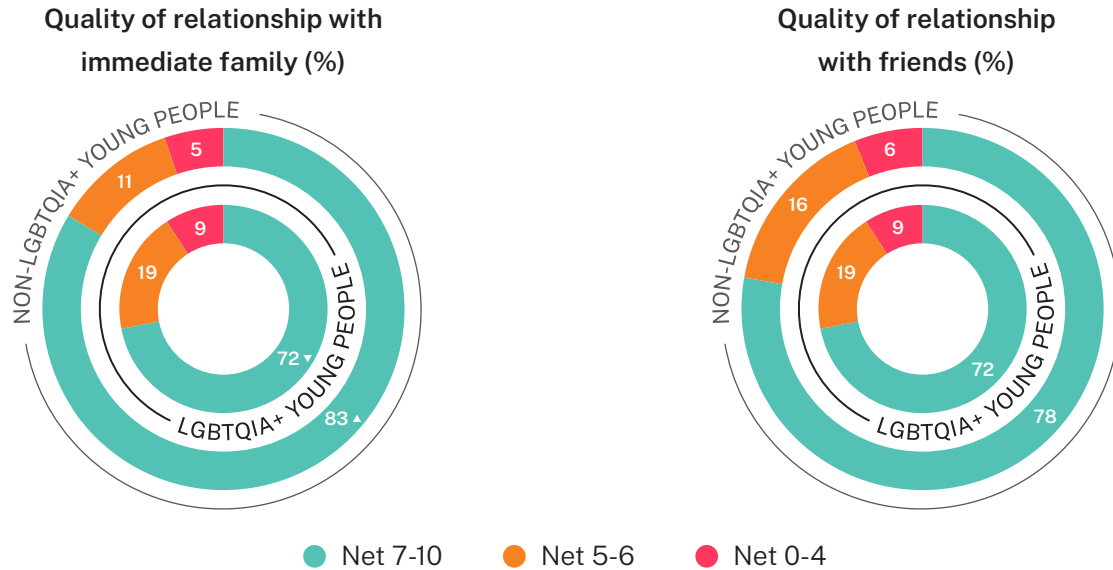 Quality of relationship with
immediate family (%)
NON-LGBTQIA+ YOUNG PEOPLE
5
11
9
19
72▼
LGBTQIA+ YOUNG PEOPLE
83▲
Quality of relationship
with friends (%)
NON-LGBTQIA+ YOUNG PEOPLE
6
16
9
19
72
LGBTQIA+ YOUNG PEOPLE
78
Net 7-10
Net 5-6
Net 0-4